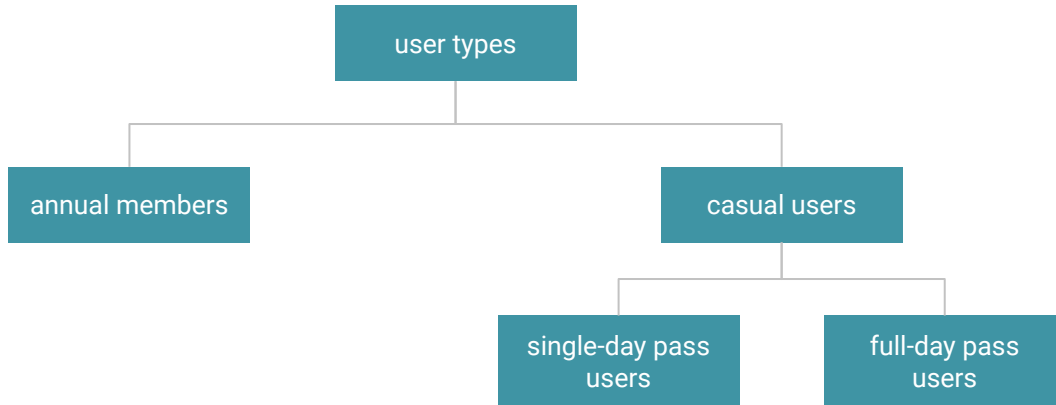 user types
annual members
casual users
single-day pass
users
full-day pass
users